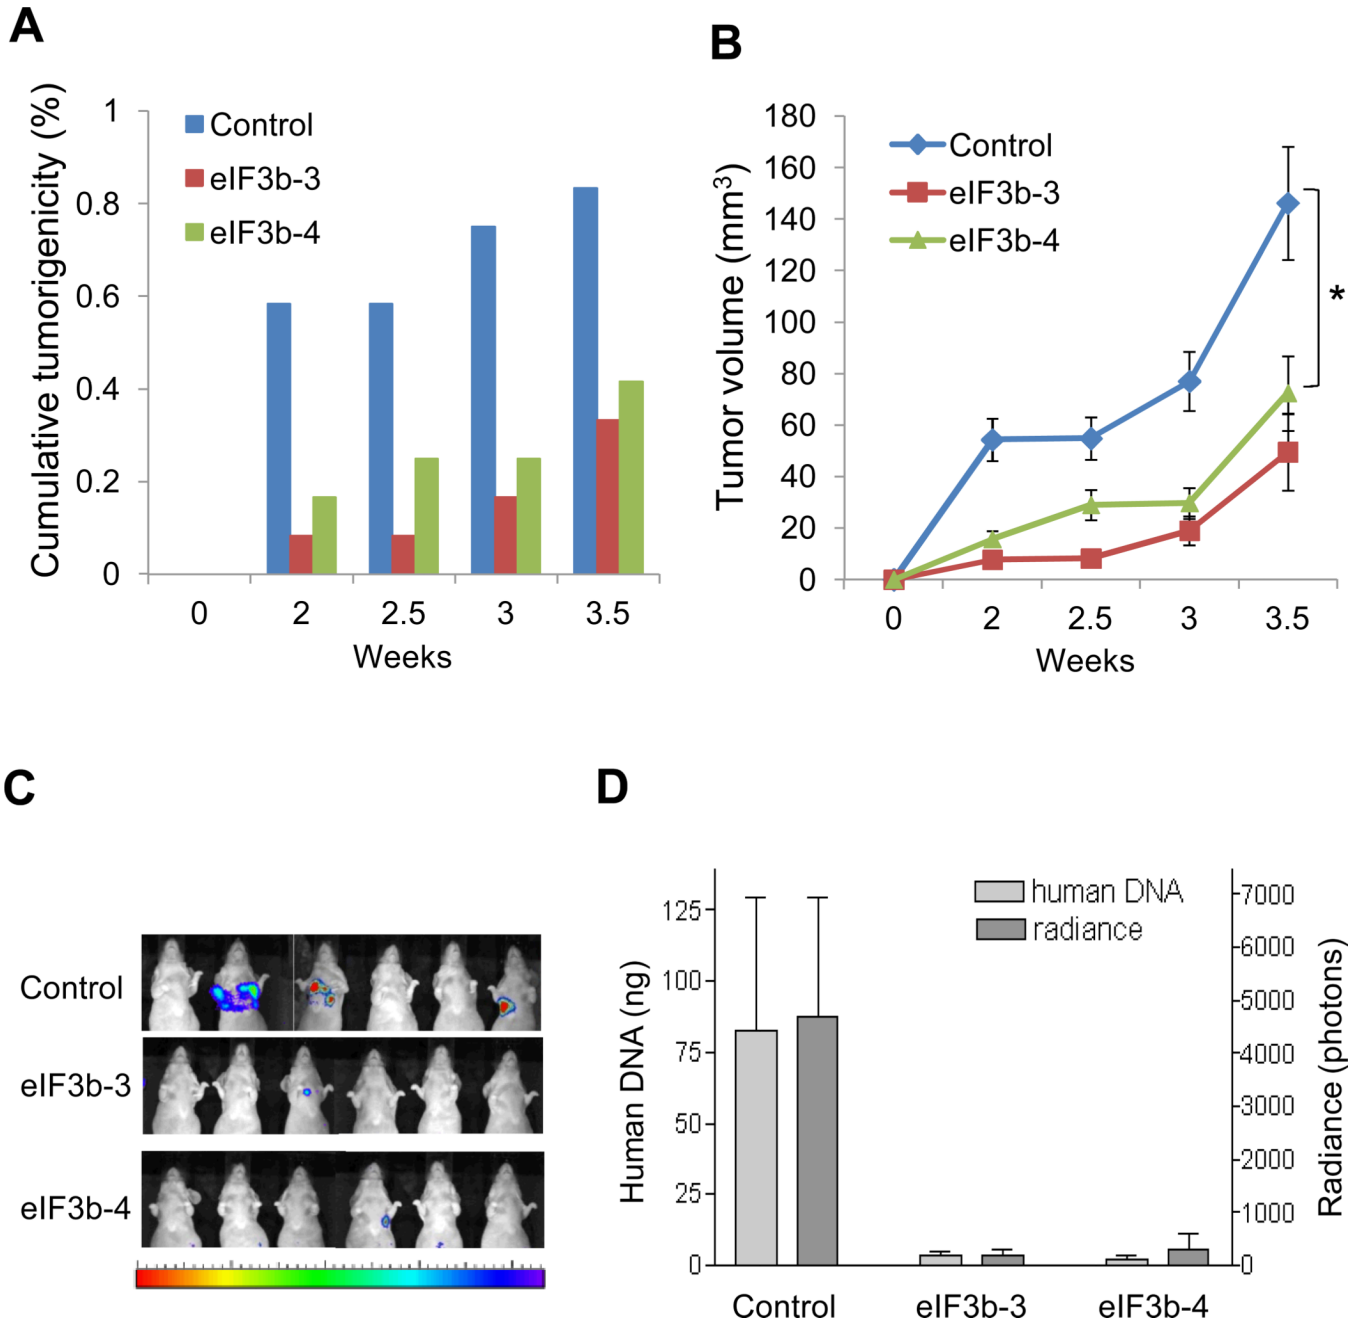 A
Cumulative tumorigenicity (%)
1
0.8
0.6
0.4
0.2
0
Control
eIF3b-3
eIF3b-4
0 2 2.5 3 3.5
Weeks
B
Tumor volume (mm³)
180
160
140
120
100
80
60
40
20
0
Control
eIF3b-3
eIF3b-4
*
0 2 2.5 3 3.5
Weeks
C
Control
eIF3b-3
eIF3b-4
D
Human DNA (ng)
125
100
75
50
25
0
human DNA
radiance
7000
6000
5000
4000
3000
2000
1000
0
Radiance (photons)
Control eIF3b-3 eIF3b-4